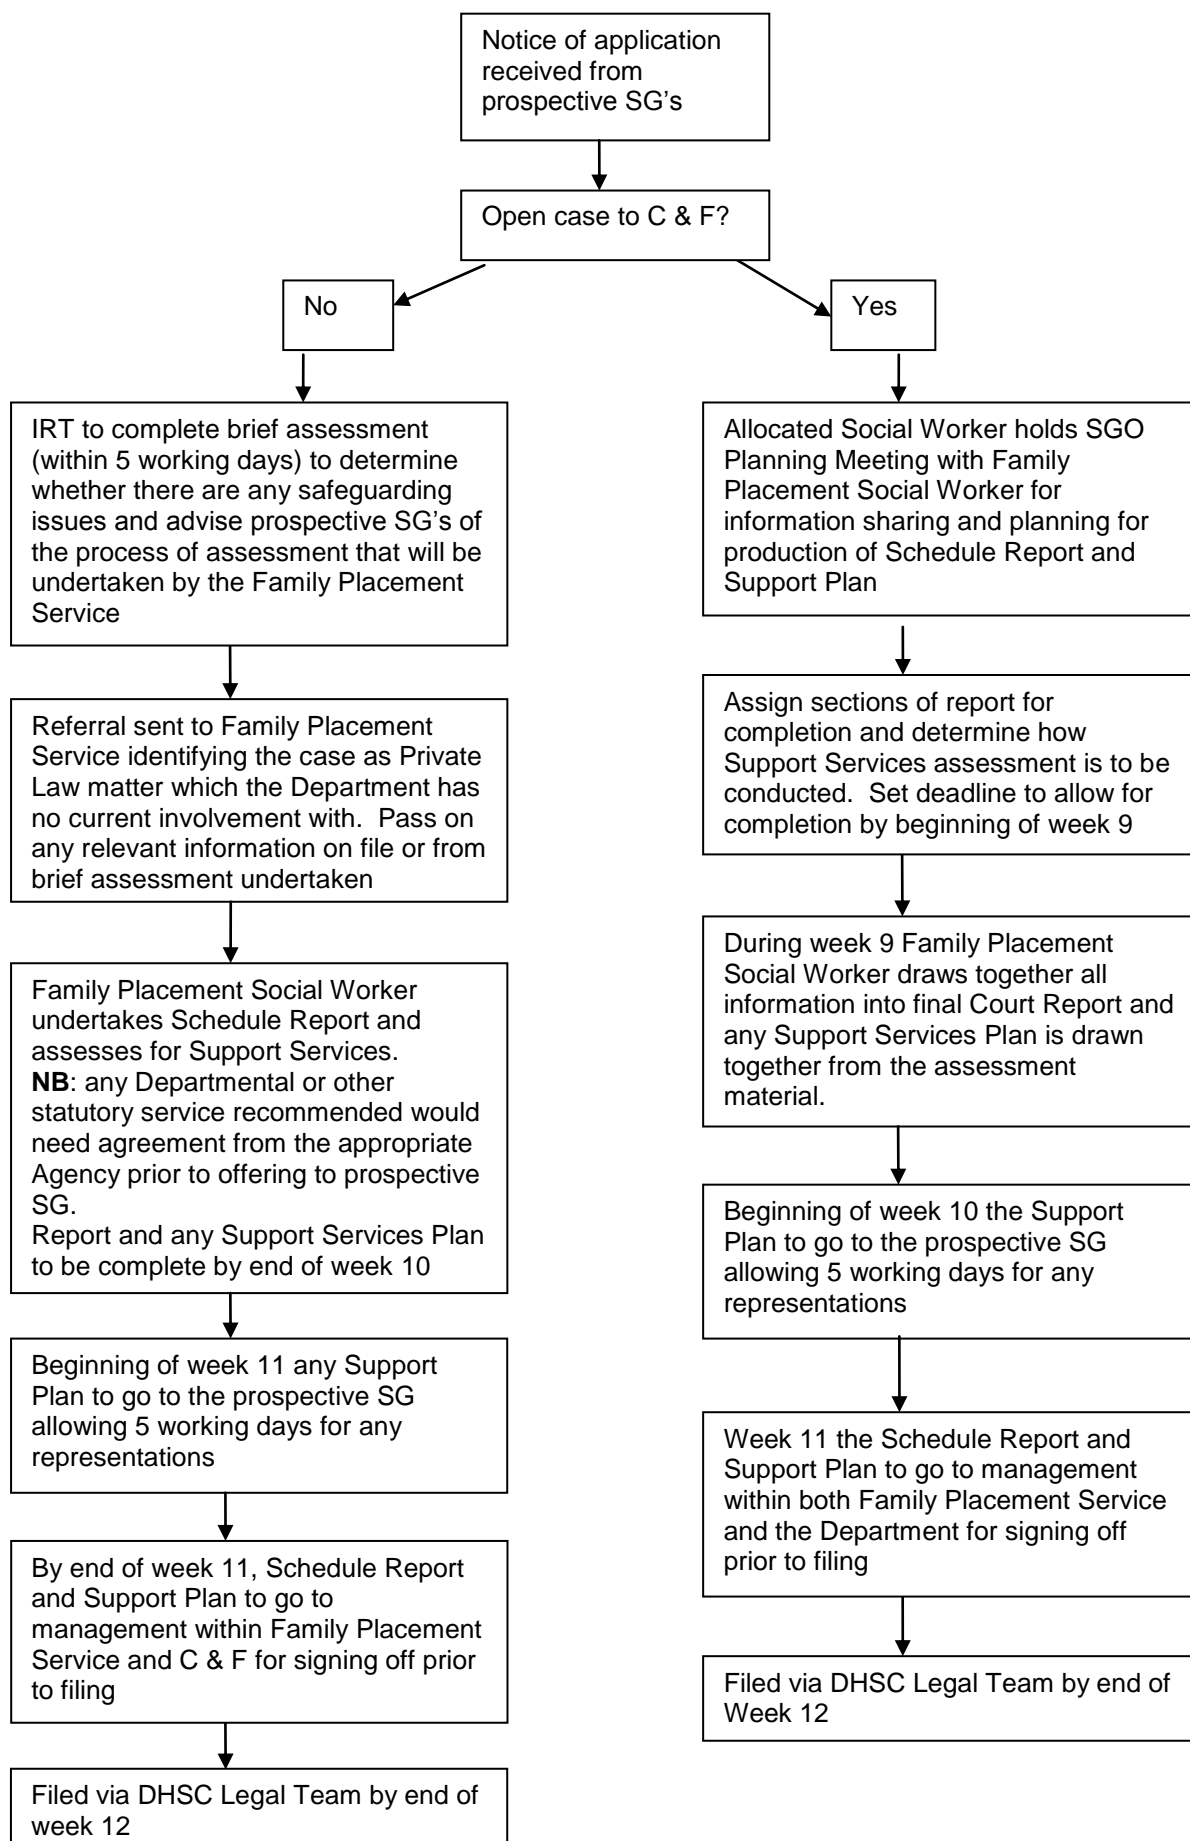 Notice of application
received from
prospective SG’s
Open case to C & F?
No
Yes
IRT to complete brief assessment
(within 5 working days) to determine
whether there are any safeguarding
issues and advise prospective SG’s of
the process of assessment that will be
undertaken by the Family Placement
Service
Referral sent to Family Placement
Service identifying the case as Private
Law matter which the Department has
no current involvement with.  Pass on
any relevant information on file or from
brief assessment undertaken
Family Placement Social Worker
undertakes Schedule Report and
assesses for Support Services.
NB: any Departmental or other
statutory service recommended would
need agreement from the appropriate
Agency prior to offering to prospective
SG.
Report and any Support Services Plan
to be complete by end of week 10
Beginning of week 11 any Support
Plan to go to the prospective SG
allowing 5 working days for any
representations
By end of week 11, Schedule Report
and Support Plan to go to
management within Family Placement
Service and C & F for signing off prior
to filing
Filed via DHSC Legal Team by end of
week 12
Allocated Social Worker holds SGO
Planning Meeting with Family
Placement Social Worker for
information sharing and planning for
production of Schedule Report and
Support Plan
Assign sections of report for
completion and determine how
Support Services assessment is to be
conducted.  Set deadline to allow for
completion by beginning of week 9
During week 9 Family Placement
Social Worker draws together all
information into final Court Report and
any Support Services Plan is drawn
together from the assessment
material.
Beginning of week 10 the Support
Plan to go to the prospective SG
allowing 5 working days for any
representations
Week 11 the Schedule Report and
Support Plan to go to management
within both Family Placement Service
and the Department for signing off
prior to filing
Filed via DHSC Legal Team by end of
Week 12